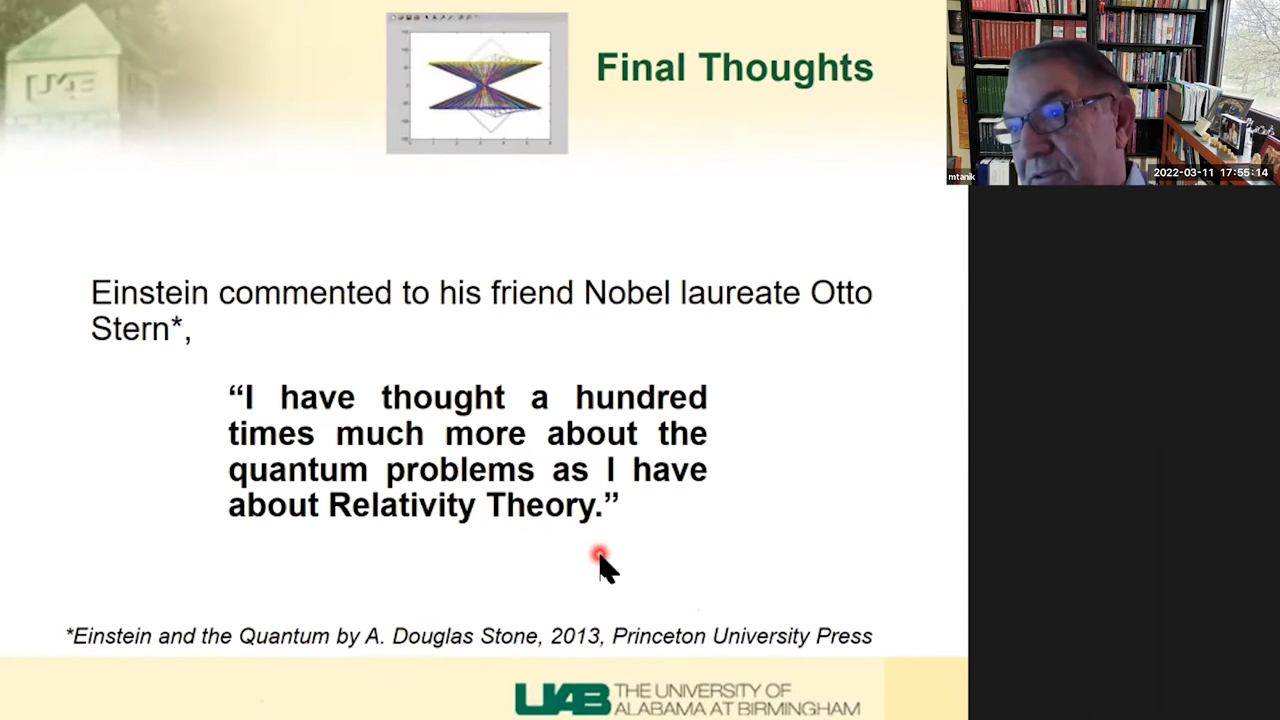 Final Thoughts
mtanik
2022-03-11 17:55:14
Einstein commented to his friend Nobel laureate Otto
Stern*,
“I have thought a hundred
times much more about the
quantum problems as I have
about Relativity Theory.”
*Einstein and the Quantum by A. Douglas Stone, 2013, Princeton University Press
UAB THE UNIVERSITY OF
ALABAMA AT BIRMINGHAM